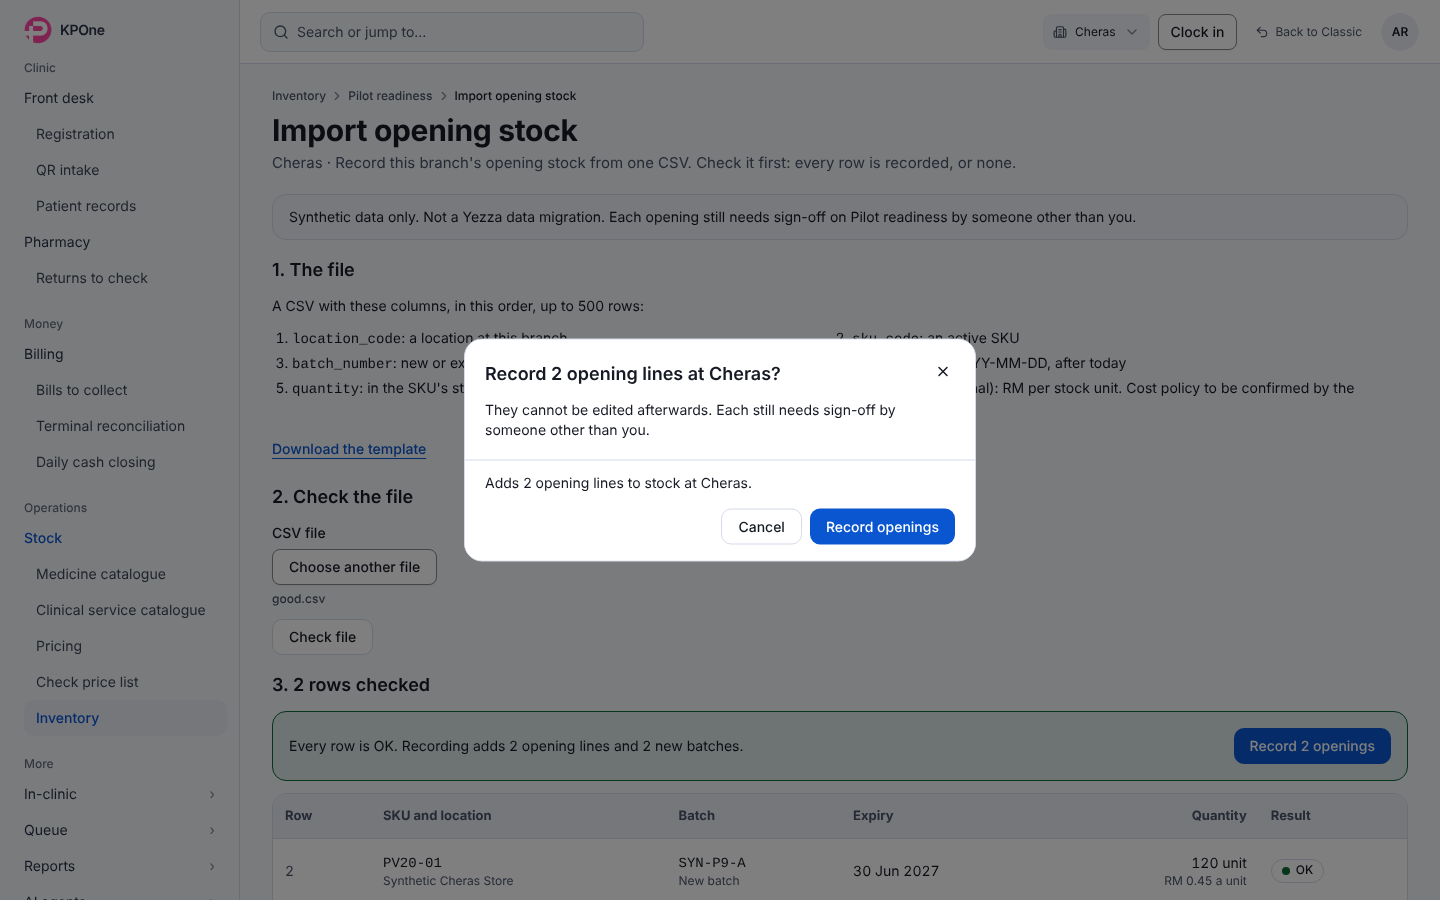 KPOne
Search or jump to...
Cheras
Clock in
Back to Classic
AR
Clinic
Front desk
Registration
QR intake
Patient records
Pharmacy
Returns to check
Money
Billing
Bills to collect
Terminal reconciliation
Daily cash closing
Operations
Stock
Medicine catalogue
Clinical service catalogue
Pricing
Check price list
Inventory
More
In-clinic
Queue
Reports
AI agents
Inventory > Pilot readiness > Import opening stock
Import opening stock
Cheras · Record this branch's opening stock from one CSV. Check it first: every row is recorded, or none.
Synthetic data only. Not a Yezza data migration. Each opening still needs sign-off on Pilot readiness by someone other than you.
1. The file
A CSV with these columns, in this order, up to 500 rows:
1. location_code: a location at this branch
2. sku_code: an active SKU
3. batch_number: new or ex
YY-MM-DD, after today
5. quantity: in the SKU's st
nal): RM per stock unit. Cost policy to be confirmed by the
Download the template
Record 2 opening lines at Cheras?
They cannot be edited afterwards. Each still needs sign-off by
someone other than you.
Adds 2 opening lines to stock at Cheras.
Cancel
Record openings
2. Check the file
CSV file
Choose another file
good.csv
Check file
3. 2 rows checked
Every row is OK. Recording adds 2 opening lines and 2 new batches.
Record 2 openings
Row SKU and location Batch Expiry Quantity Result
2 PV20-01 SYN-P9-A 30 Jun 2027 120 unit OK
Synthetic Cheras Store New batch RM 0.45 a unit